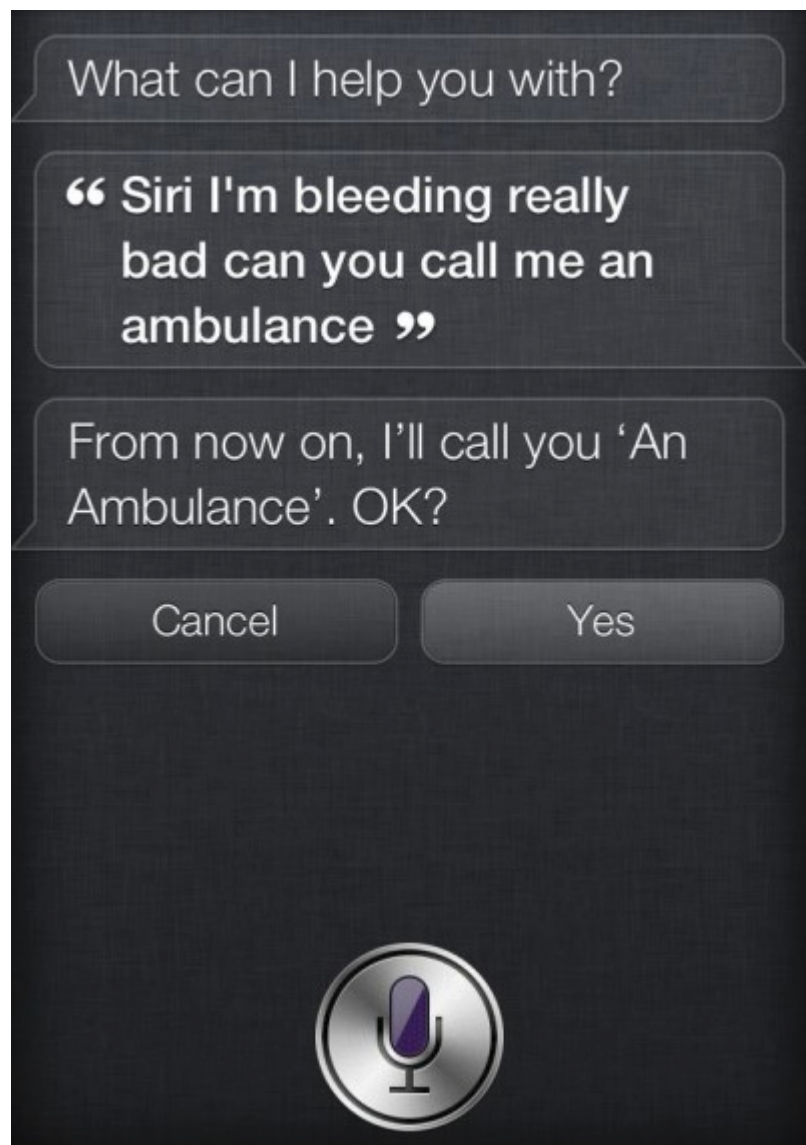 What can I help you with?
“ Siri I'm bleeding really
bad can you call me an
ambulance ”
From now on, I’ll call you ‘An
Ambulance’. OK?
Cancel
Yes